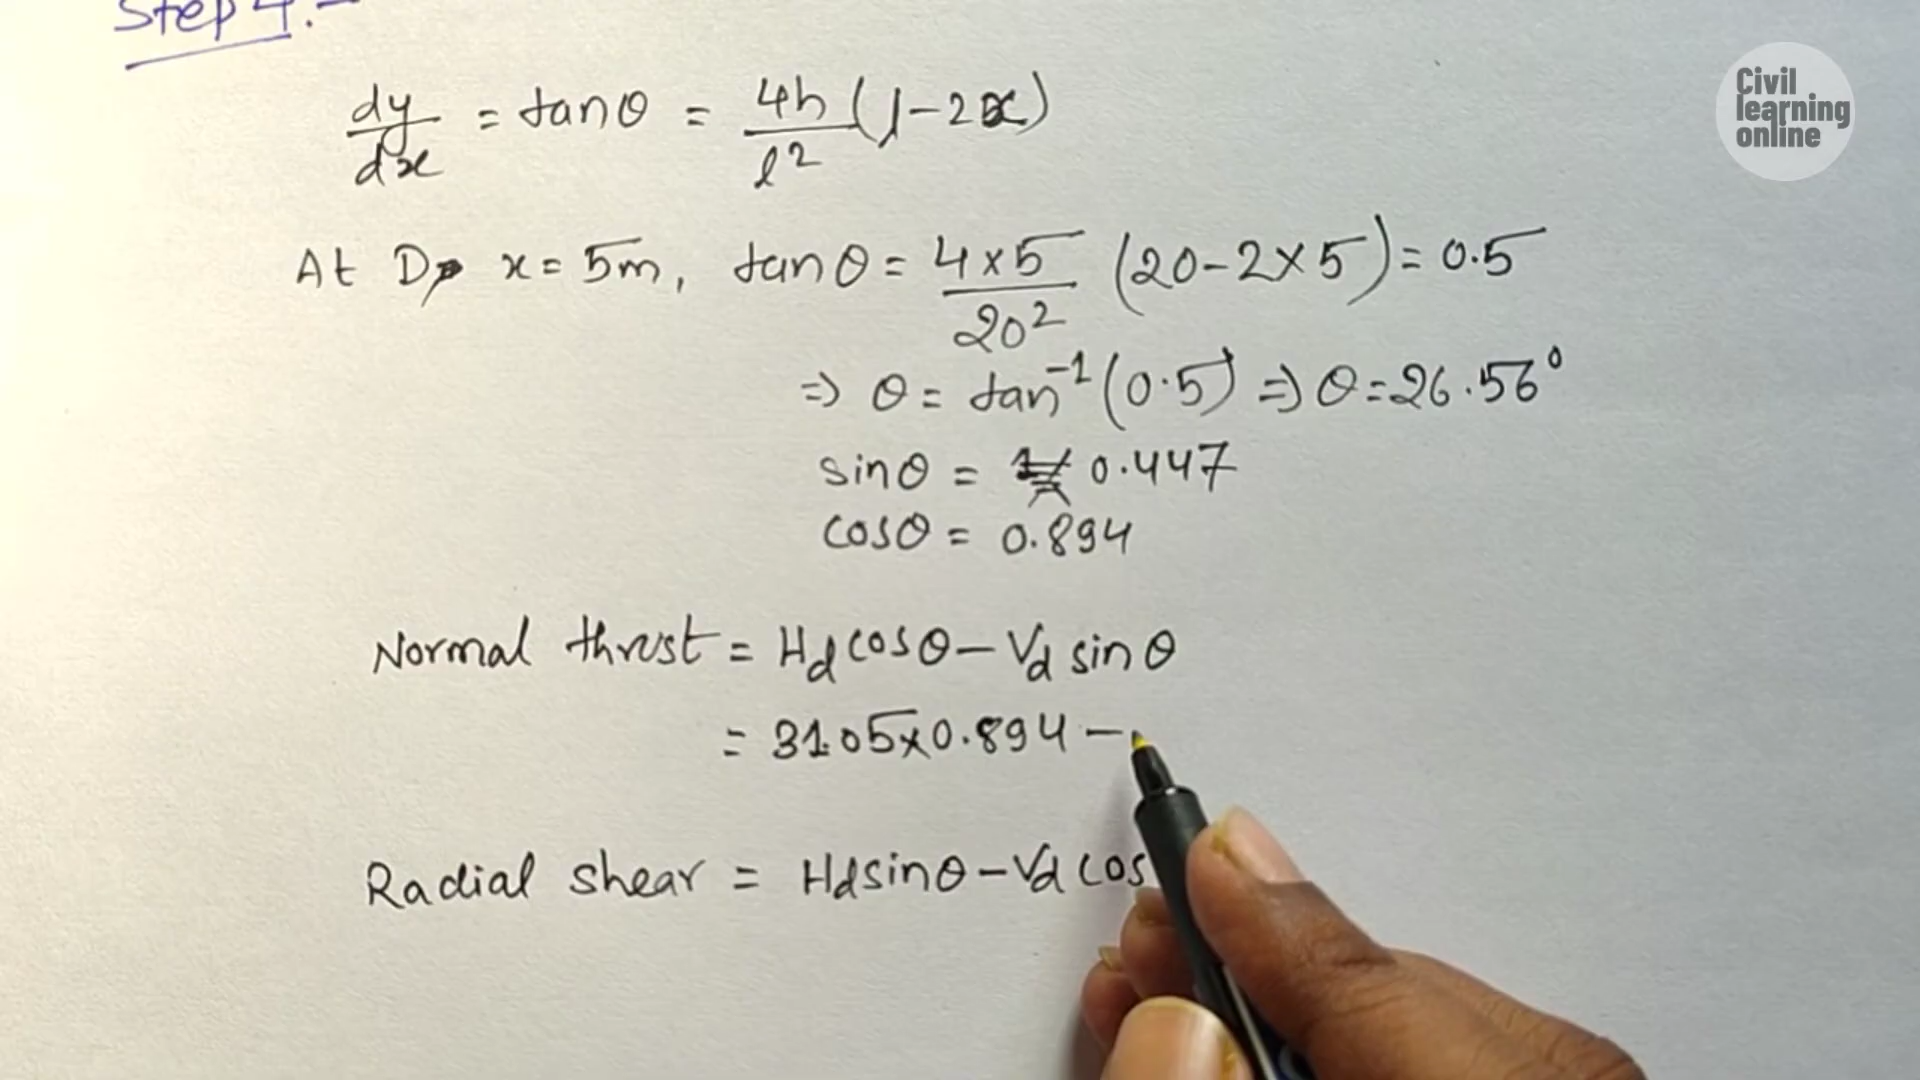 Step 4:-
Civil
learning
online
dy/dx = tanθ = 4h/l² (l-2x)
At D, x = 5m, tanθ = 4×5/20² (20-2×5) = 0.5
⇒ θ = tan⁻¹(0.5) ⇒ θ = 26.56°
sinθ = 0.447
cosθ = 0.894
Normal thrust = Hd cosθ - Vd sinθ
= 31.05×0.894 -
Radial shear = Hd sinθ - Vd cos